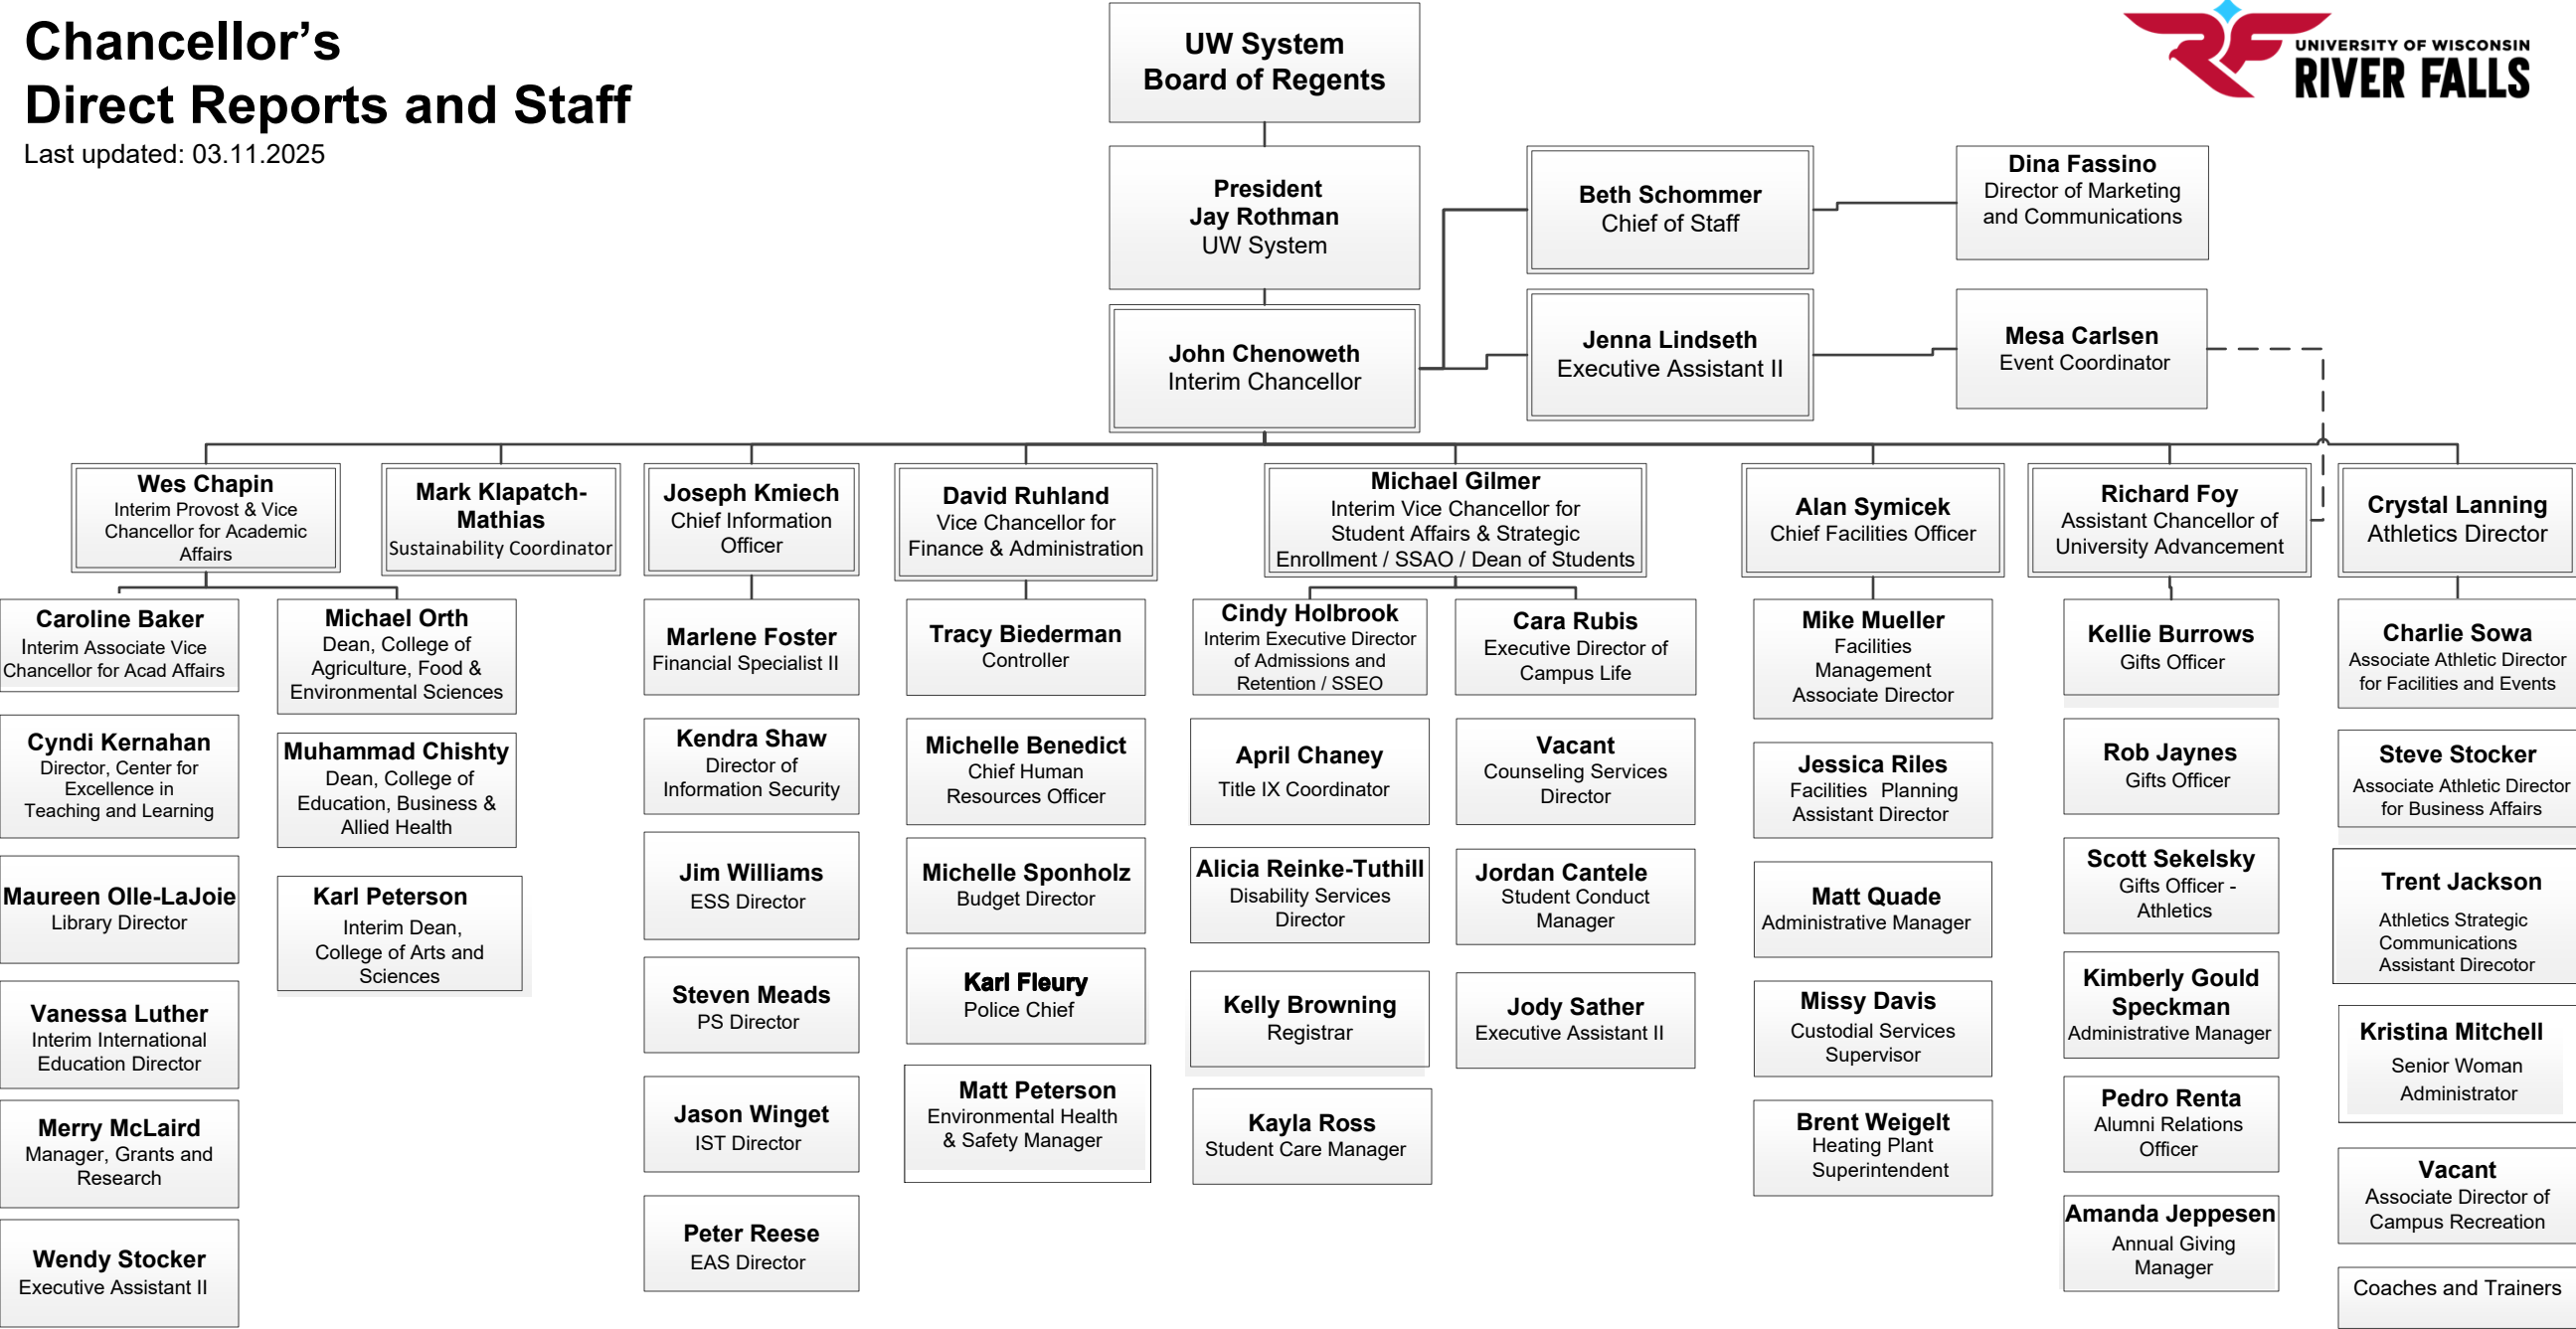 Chancellor’s
Direct Reports and Staff
Last updated: 03.11.2025
UNIVERSITY OF WISCONSIN
RIVER FALLS
UW System
Board of Regents
President
Jay Rothman
UW System
John Chenoweth
Interim Chancellor
Beth Schommer
Chief of Staff
Dina Fassino
Director of Marketing
and Communications
Jenna Lindseth
Executive Assistant II
Mesa Carlsen
Event Coordinator
Wes Chapin
Interim Provost & Vice
Chancellor for Academic
Affairs
Mark Klapatch-
Mathias
Sustainability Coordinator
Joseph Kmiech
Chief Information
Officer
David Ruhland
Vice Chancellor for
Finance & Administration
Michael Gilmer
Interim Vice Chancellor for
Student Affairs & Strategic
Enrollment / SSAO / Dean of Students
Alan Symicek
Chief Facilities Officer
Richard Foy
Assistant Chancellor of
University Advancement
Crystal Lanning
Athletics Director
Caroline Baker
Interim Associate Vice
Chancellor for Acad Affairs
Cyndi Kernahan
Director, Center for
Excellence in
Teaching and Learning
Maureen Olle-LaJoie
Library Director
Vanessa Luther
Interim International
Education Director
Merry McLaird
Manager, Grants and
Research
Wendy Stocker
Executive Assistant II
Michael Orth
Dean, College of
Agriculture, Food &
Environmental Sciences
Muhammad Chishty
Dean, College of
Education, Business &
Allied Health
Karl Peterson
Interim Dean,
College of Arts and
Sciences
Marlene Foster
Financial Specialist II
Kendra Shaw
Director of
Information Security
Jim Williams
ESS Director
Steven Meads
PS Director
Jason Winget
IST Director
Peter Reese
EAS Director
Tracy Biederman
Controller
Michelle Benedict
Chief Human
Resources Officer
Michelle Sponholz
Budget Director
Karl Fleury
Police Chief
Matt Peterson
Environmental Health
& Safety Manager
Cindy Holbrook
Interim Executive Director
of Admissions and
Retention / SSEO
April Chaney
Title IX Coordinator
Alicia Reinke-Tuthill
Disability Services
Director
Kelly Browning
Registrar
Kayla Ross
Student Care Manager
Cara Rubis
Executive Director of
Campus Life
Vacant
Counseling Services
Director
Jordan Cantele
Student Conduct
Manager
Jody Sather
Executive Assistant II
Mike Mueller
Facilities
Management
Associate Director
Jessica Riles
Facilities Planning
Assistant Director
Matt Quade
Administrative Manager
Missy Davis
Custodial Services
Supervisor
Brent Weigelt
Heating Plant
Superintendent
Kellie Burrows
Gifts Officer
Rob Jaynes
Gifts Officer
Scott Sekelsky
Gifts Officer -
Athletics
Kimberly Gould
Speckman
Administrative Manager
Pedro Renta
Alumni Relations
Officer
Amanda Jeppesen
Annual Giving
Manager
Charlie Sowa
Associate Athletic Director
for Facilities and Events
Steve Stocker
Associate Athletic Director
for Business Affairs
Trent Jackson
Athletics Strategic
Communications
Assistant Direcotor
Kristina Mitchell
Senior Woman
Administrator
Vacant
Associate Director of
Campus Recreation
Coaches and Trainers